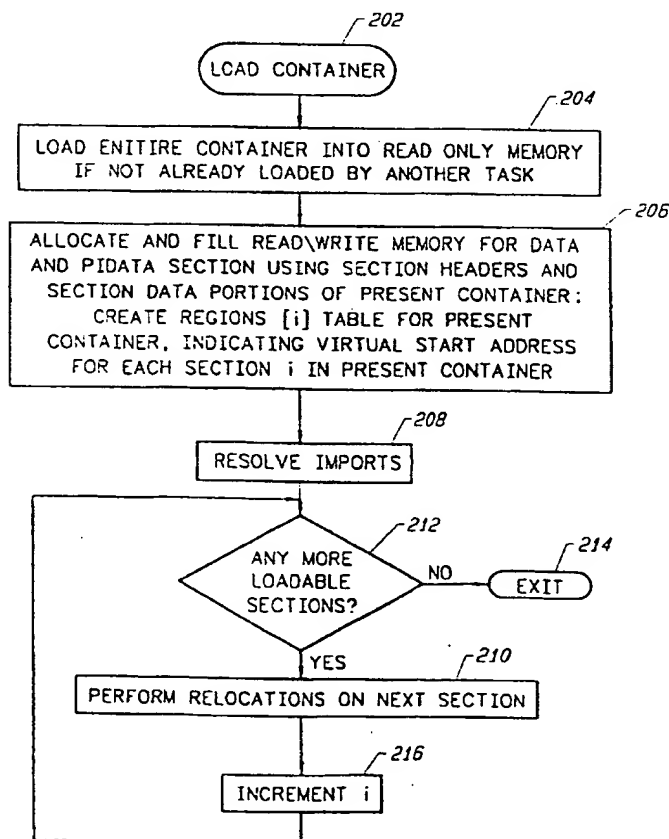 202
LOAD CONTAINER
204
LOAD ENITIRE CONTAINER INTO READ ONLY MEMORY
IF NOT ALREADY LOADED BY ANOTHER TASK
206
ALLOCATE AND FILL READ\WRITE MEMORY FOR DATA
AND PIDATA SECTION USING SECTION HEADERS AND
SECTION DATA PORTIONS OF PRESENT CONTAINER:
CREATE REGIONS [i] TABLE FOR PRESENT
CONTAINER, INDICATING VIRTUAL START ADDRESS
FOR EACH SECTION i IN PRESENT CONTAINER
208
RESOLVE IMPORTS
212
ANY MORE
LOADABLE
SECTIONS?
NO
214
EXIT
YES
210
PERFORM RELOCATIONS ON NEXT SECTION
216
INCREMENT i